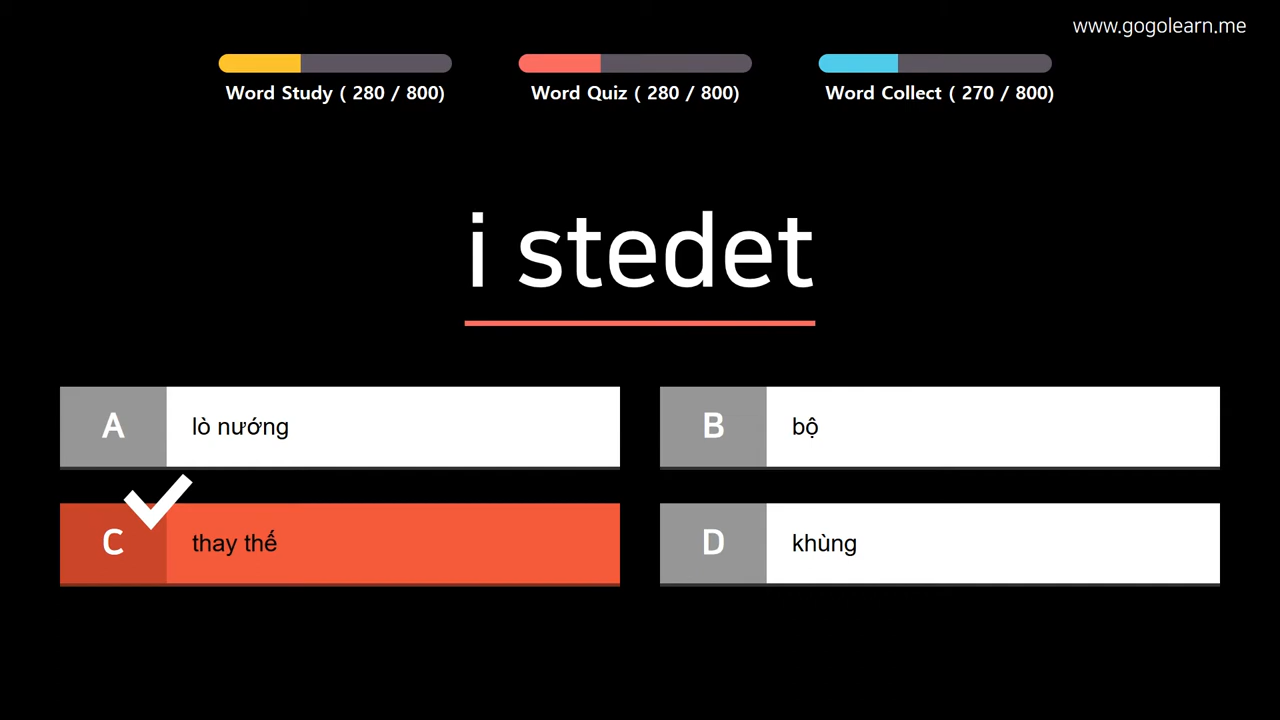 www.gogolearn.me
Word Study ( 280 / 800)
Word Quiz ( 280 / 800)
Word Collect ( 270 / 800)
i stedet
A lò nướng
B bộ
C thay thế
D khùng